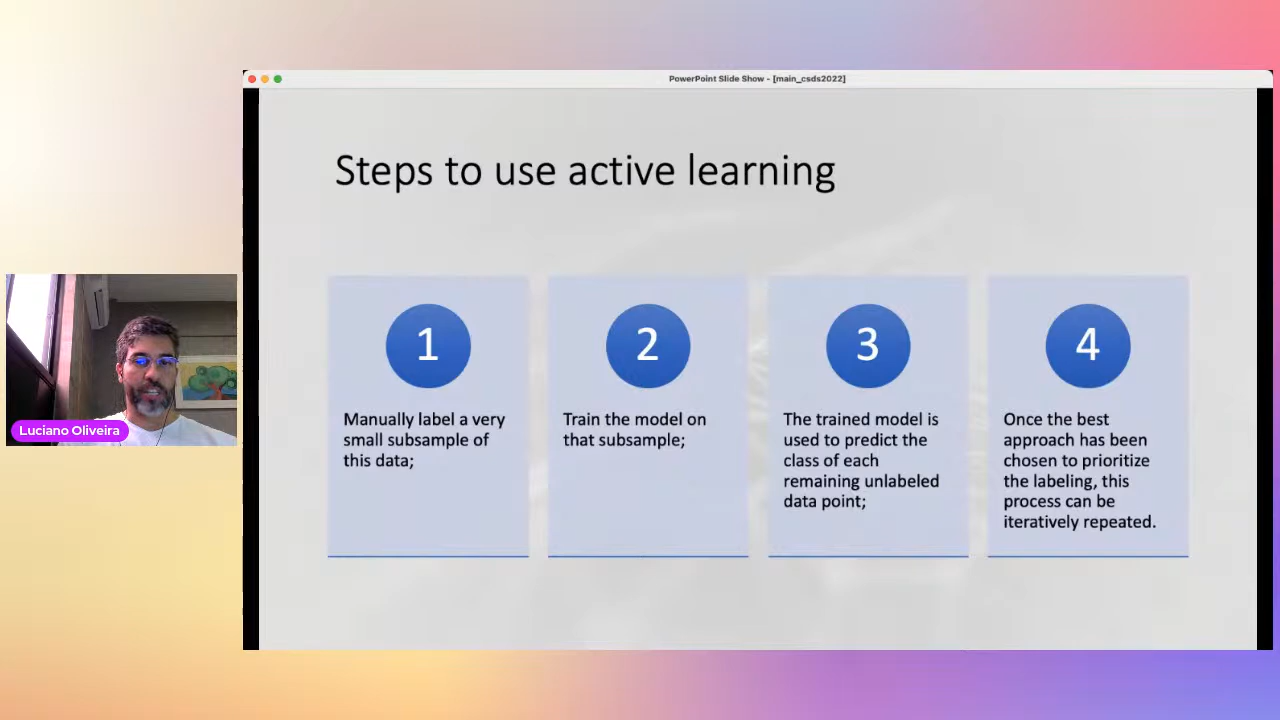 PowerPoint Slide Show - [main_csds2022]
Steps to use active learning
1
Manually label a very
small subsample of
this data;
2
Train the model on
that subsample;
3
The trained model is
used to predict the
class of each
remaining unlabeled
data point;
4
Once the best
approach has been
chosen to prioritize
the labeling, this
process can be
iteratively repeated.
Luciano Oliveira